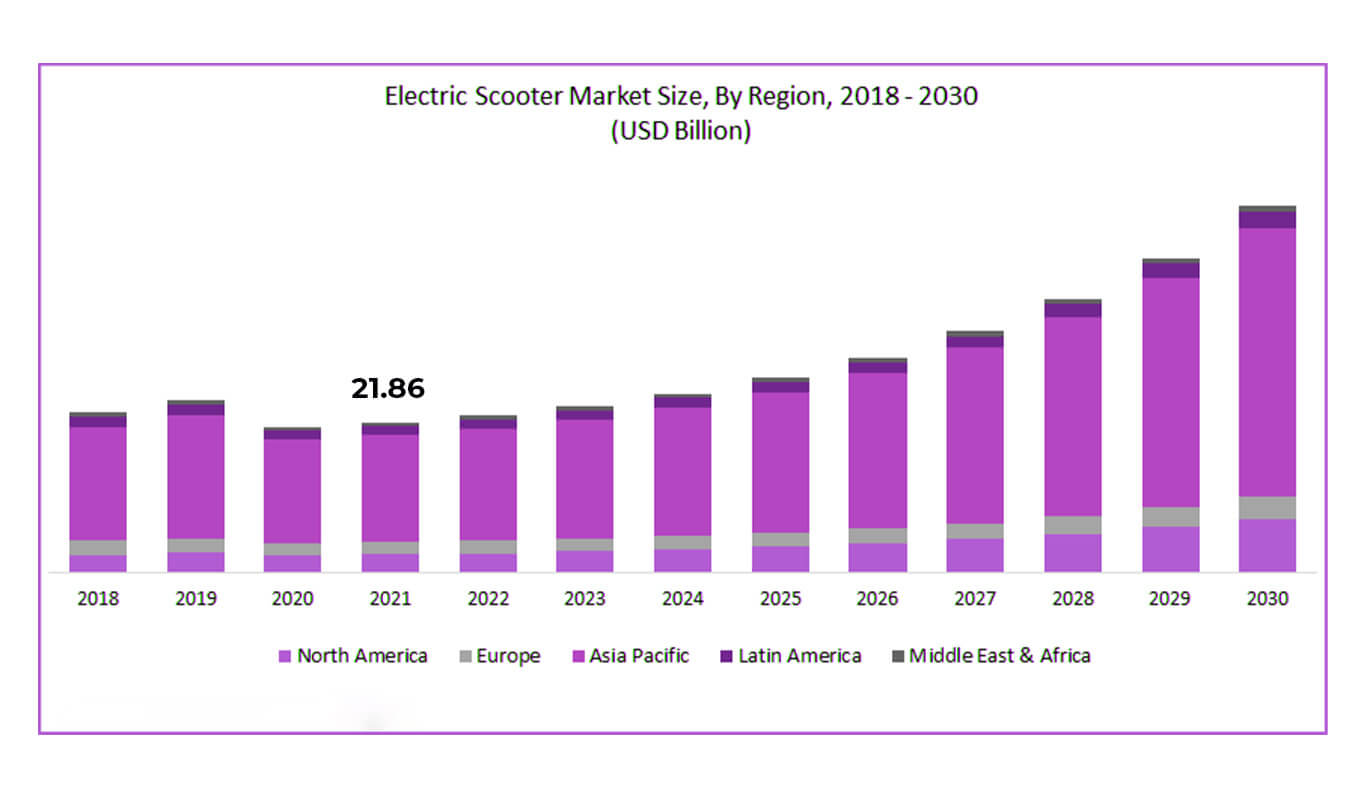 Electric Scooter Market Size, By Region, 2018 - 2030
(USD Billion)
21.86
2018 2019 2020 2021 2022 2023 2024 2025 2026 2027 2028 2029 2030
North America Europe Asia Pacific Latin America Middle East & Africa